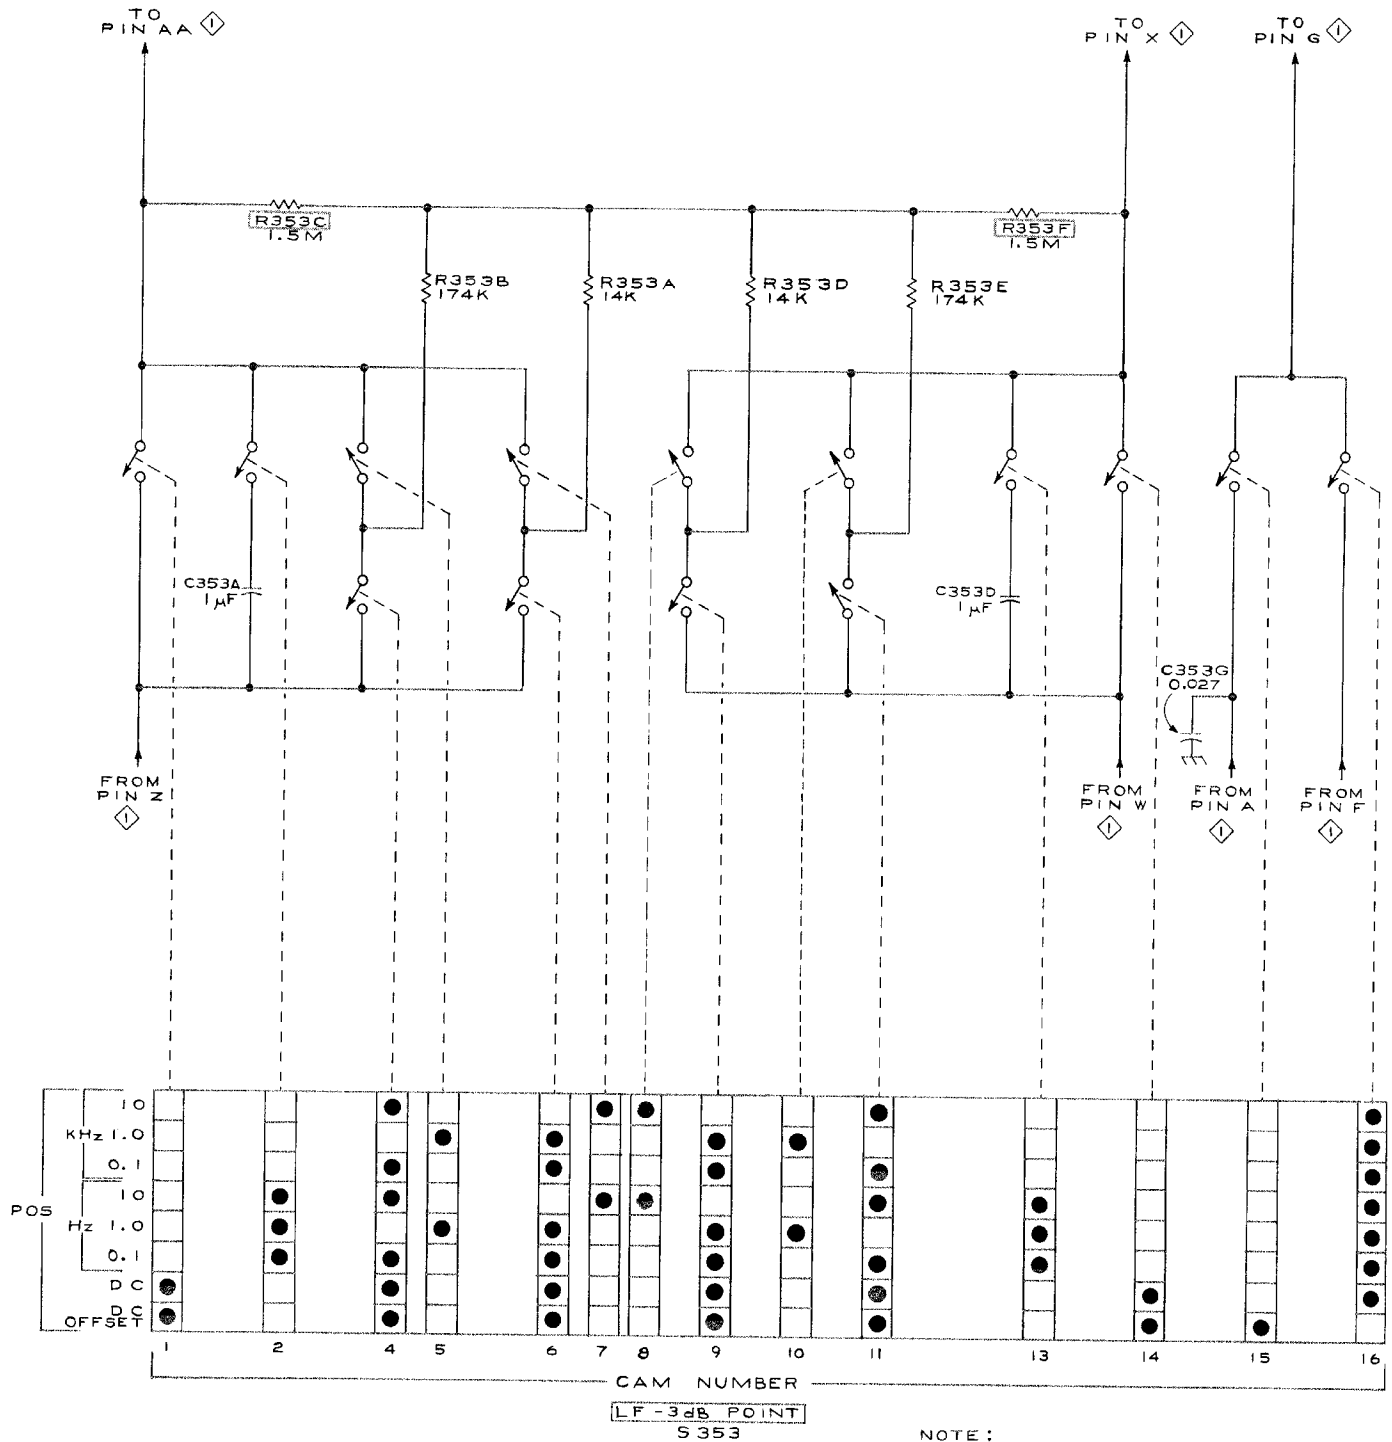 TO
PIN AA 1
TO
PIN X 1
TO
PIN G 1
R353C
1.5M
R353F
1.5M
R353B
174K
R353A
14K
R353D
14K
R353E
174K
C353A
1µF
C353D
1µF
C353G
0.027
FROM
PIN Z
1
FROM
PIN W
1
FROM
PIN A
1
FROM
PIN F
1
POS
KHz
10
1.0
0.1
Hz
10
1.0
0.1
DC
DC
OFFSET
1 2 4 5 6 7 8 9 10 11 13 14 15 16
CAM NUMBER
LF -3dB POINT
S353
NOTE: